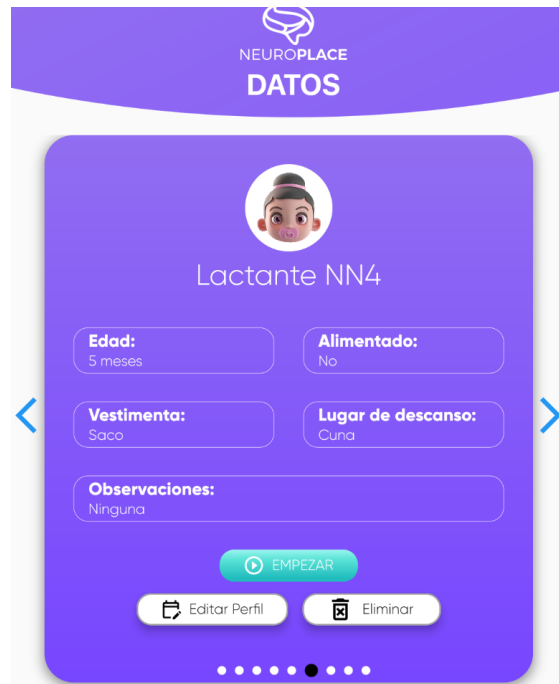 NEUROPLACE
DATOS
Lactante NN4
Edad:
5 meses
Alimentado:
No
Vestimenta:
Saco
Lugar de descanso:
Cuna
Observaciones:
Ninguna
EMPEZAR
Editar Perfil
Eliminar